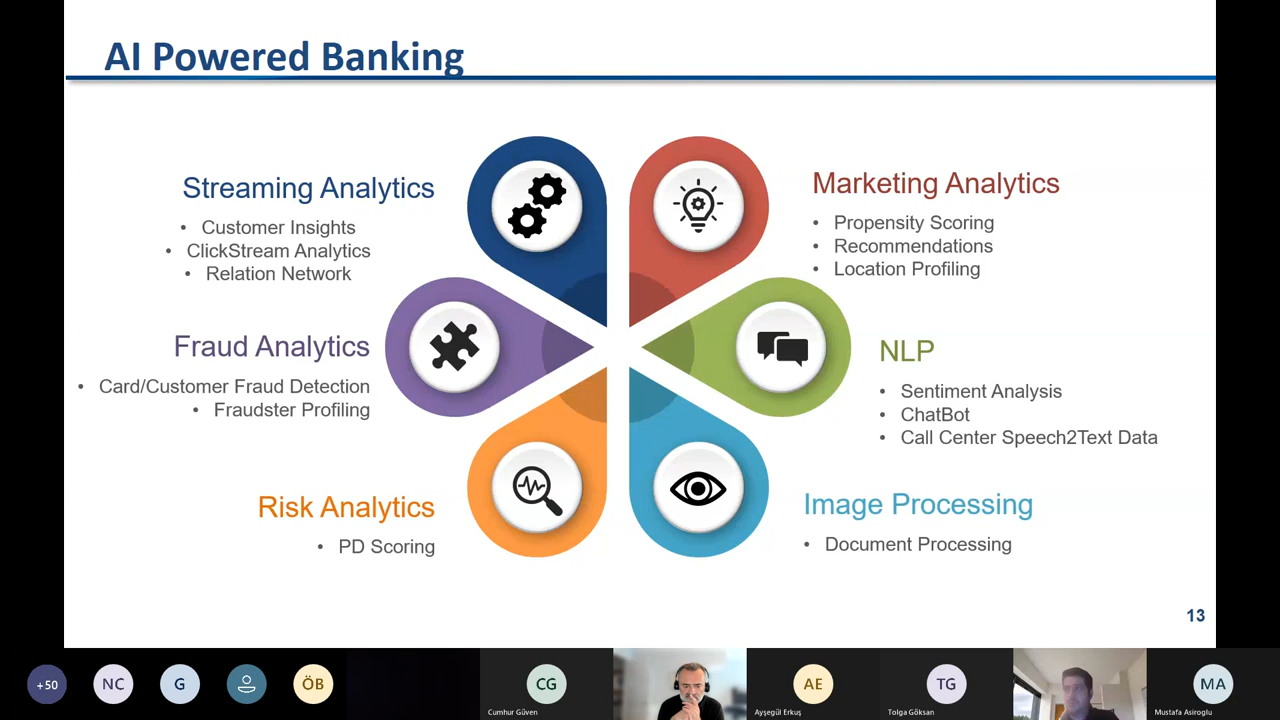 AI Powered Banking
Streaming Analytics
• Customer Insights
• ClickStream Analytics
• Relation Network
Marketing Analytics
• Propensity Scoring
• Recommendations
• Location Profiling
Fraud Analytics
• Card/Customer Fraud Detection
• Fraudster Profiling
NLP
• Sentiment Analysis
• ChatBot
• Call Center Speech2Text Data
Risk Analytics
• PD Scoring
Image Processing
• Document Processing
13
+50
NC
G
ÖB
CG
Cumhur Güven
AE
Ayşegül Erkuş
TG
Tolga Göksan
MA
Mustafa Asiroglu